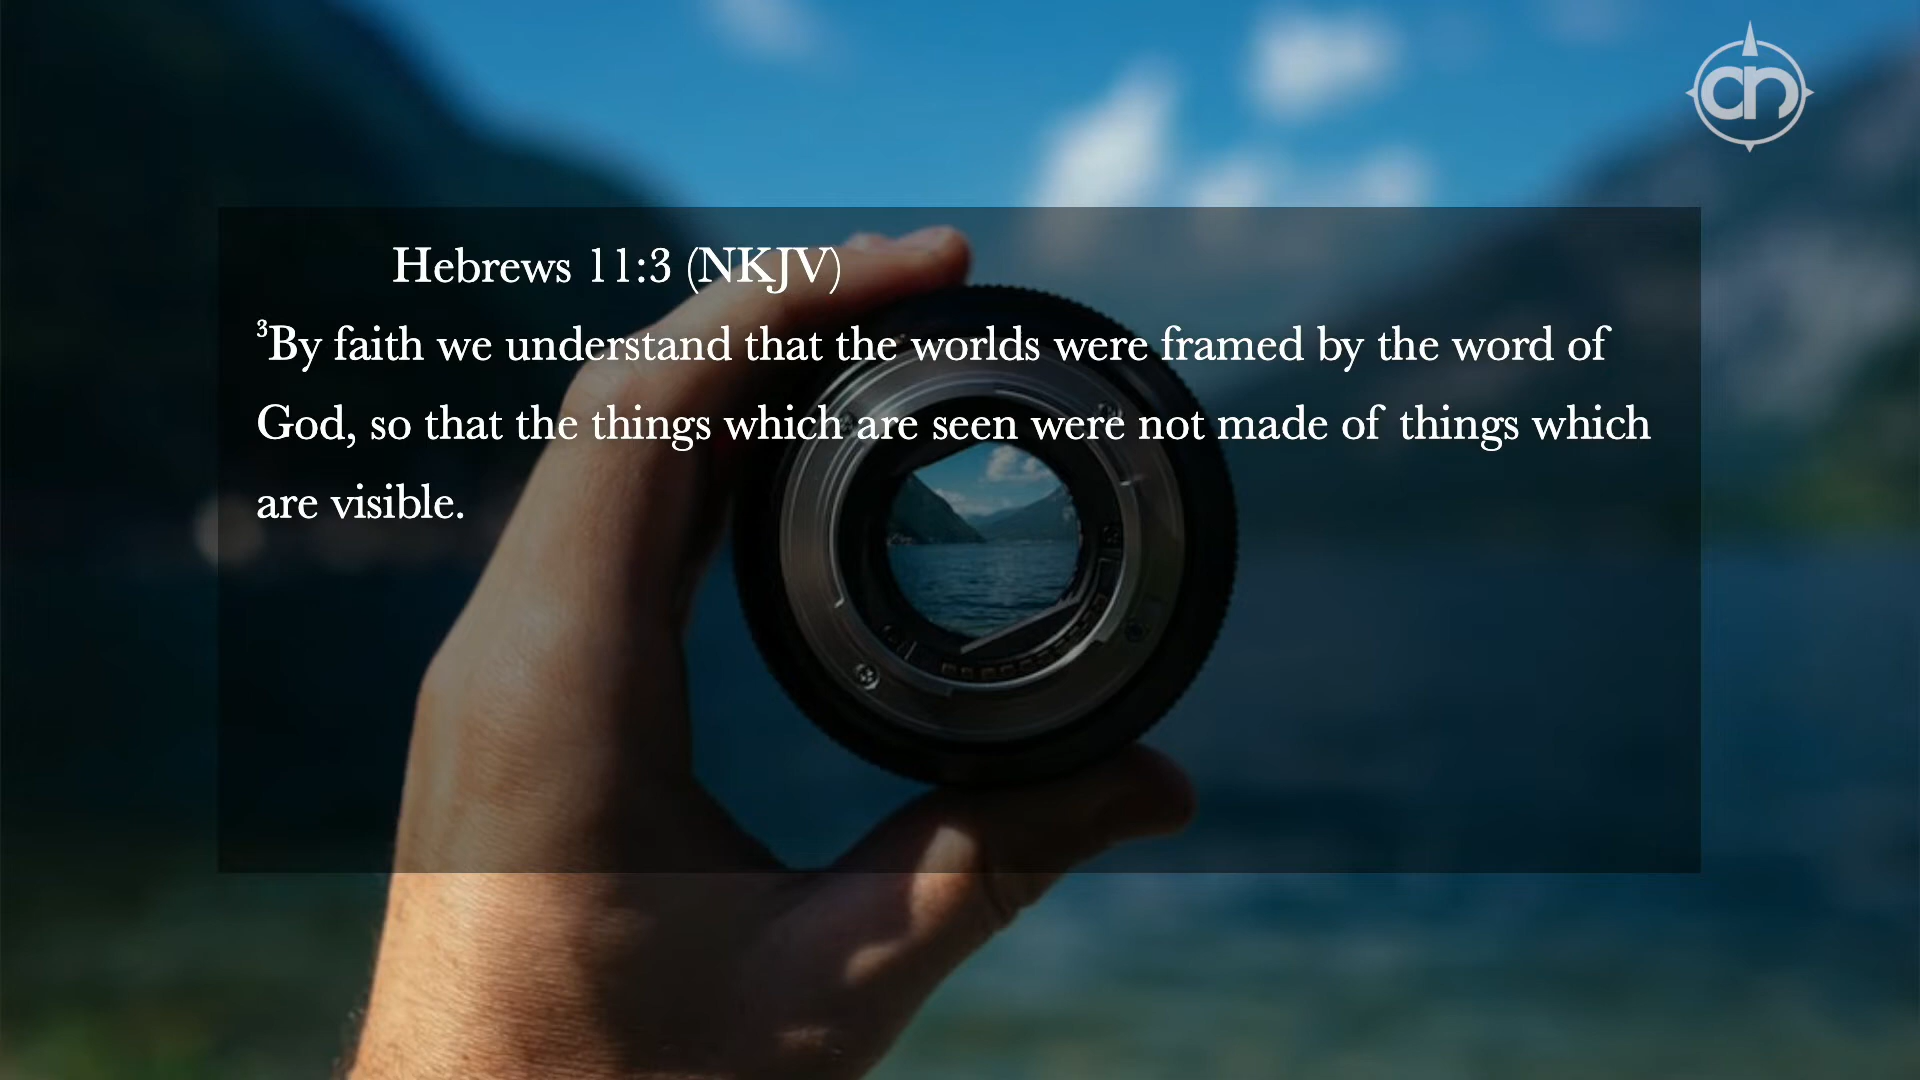 cn
Hebrews 11:3 (NKJV)
³By faith we understand that the worlds were framed by the word of
God, so that the things which are seen were not made of things which
are visible.